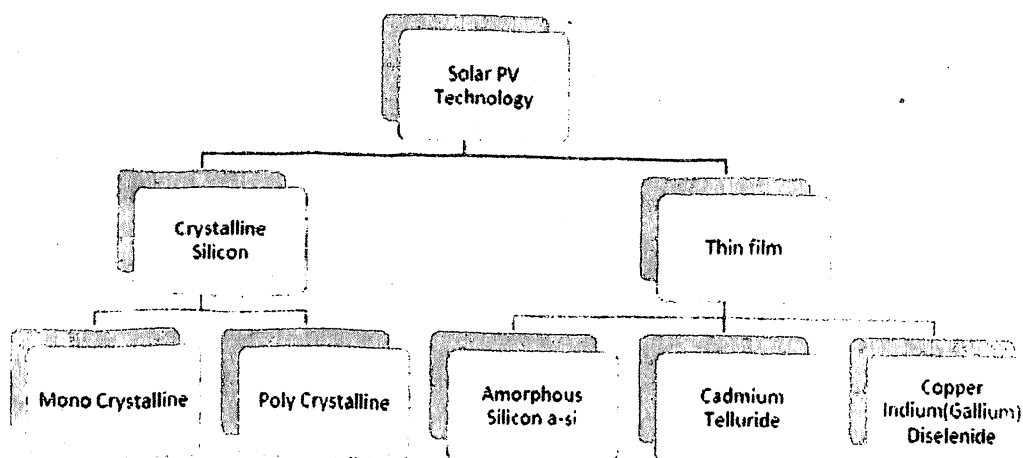 Solar PV
Technology
Crystalline
Silicon
Thin film
Mono Crystalline
Poly Crystalline
Amorphous
Silicon a-si
Cadmium
Telluride
Copper
Iridium(Gallium)
Diselenide